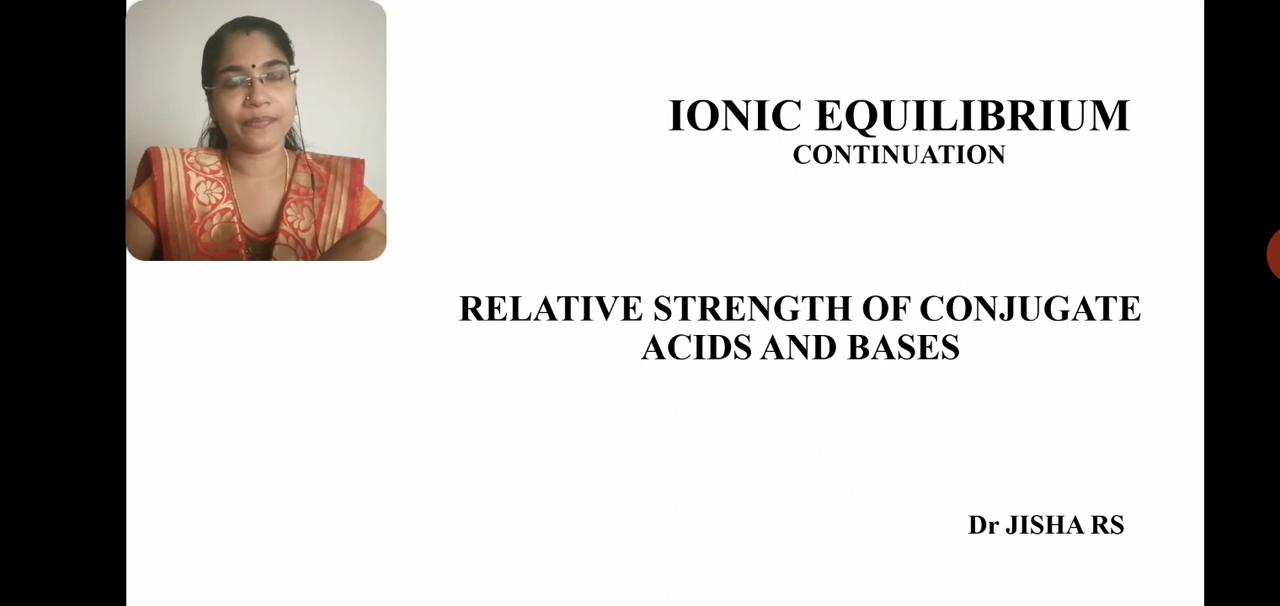 IONIC EQUILIBRIUM
CONTINUATION
RELATIVE STRENGTH OF CONJUGATE
ACIDS AND BASES
Dr JISHA RS